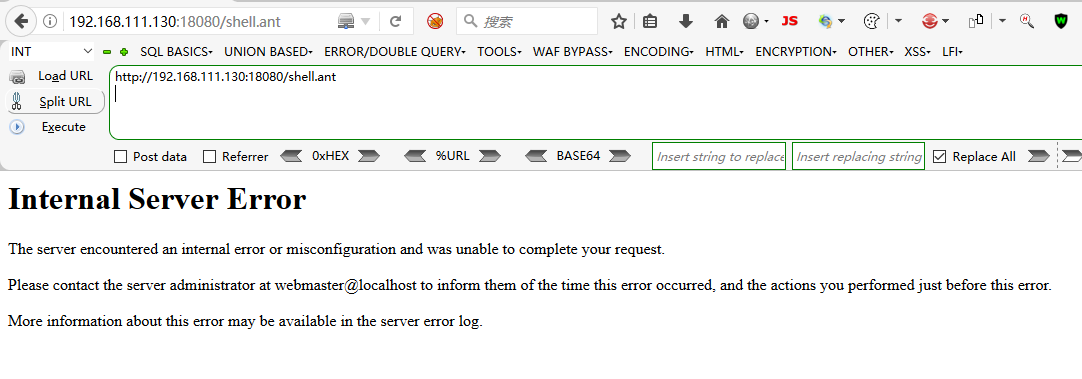 192.168.111.130:18080/shell.ant
搜索
JS
INT
SQL BASICS
UNION BASED
ERROR/DOUBLE QUERY
TOOLS
WAF BYPASS
ENCODING
HTML
ENCRYPTION
OTHER
XSS
LFI
Load URL
http://192.168.111.130:18080/shell.ant
Split URL
Execute
Post data
Referrer
0xHEX
%URL
BASE64
Insert string to replace
Insert replacing string
Replace All
Internal Server Error
The server encountered an internal error or misconfiguration and was unable to complete your request.
Please contact the server administrator at webmaster@localhost to inform them of the time this error occurred, and the actions you performed just before this error.
More information about this error may be available in the server error log.